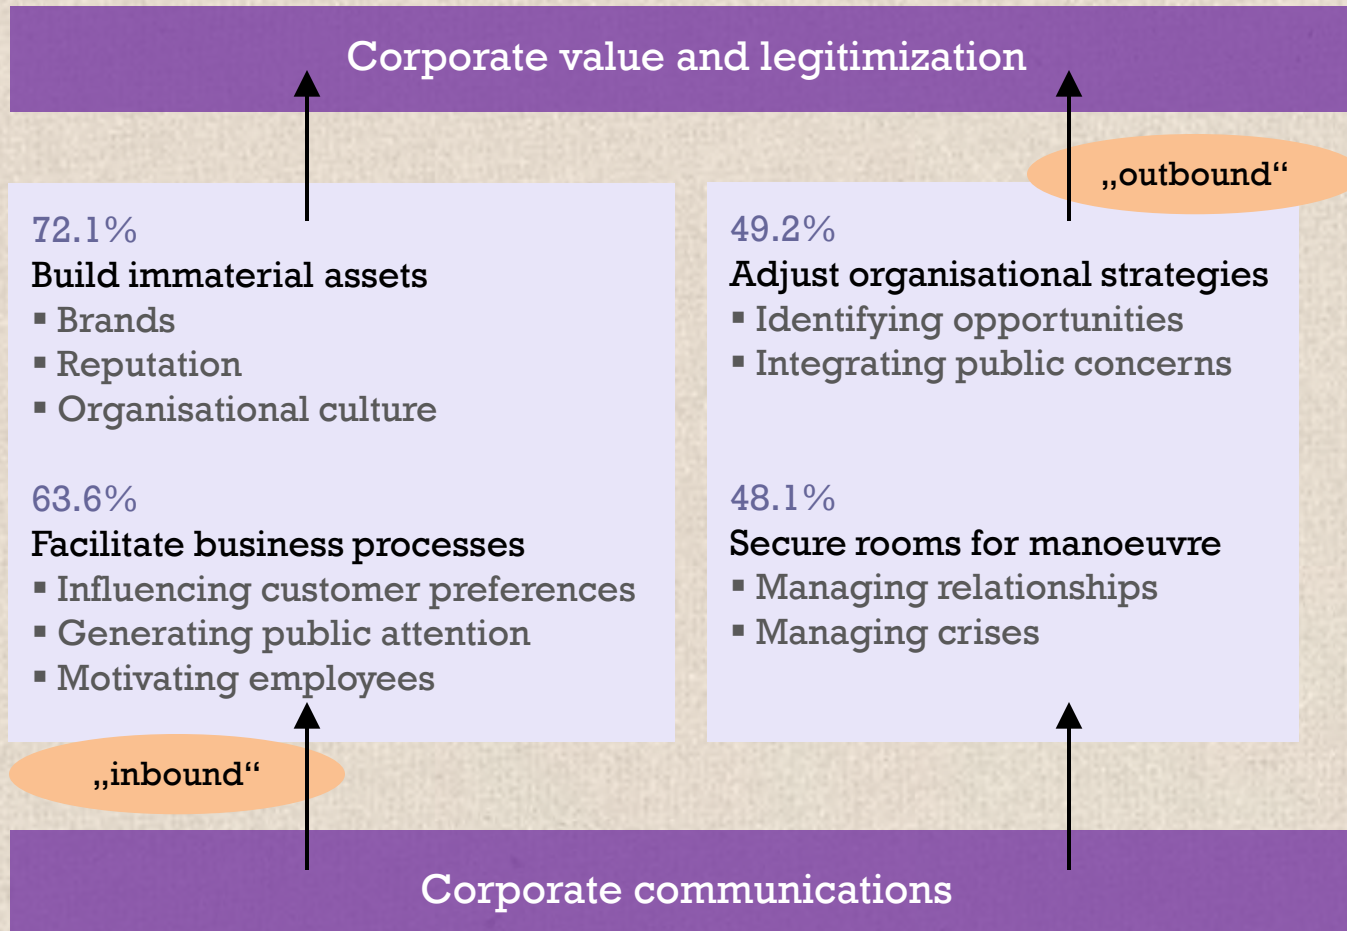 Corporate value and legitimization
„outbound“
72.1%
Build immaterial assets
▪ Brands
▪ Reputation
▪ Organisational culture
63.6%
Facilitate business processes
▪ Influencing customer preferences
▪ Generating public attention
▪ Motivating employees
49.2%
Adjust organisational strategies
▪ Identifying opportunities
▪ Integrating public concerns
48.1%
Secure rooms for manoeuvre
▪ Managing relationships
▪ Managing crises
„inbound“
Corporate communications